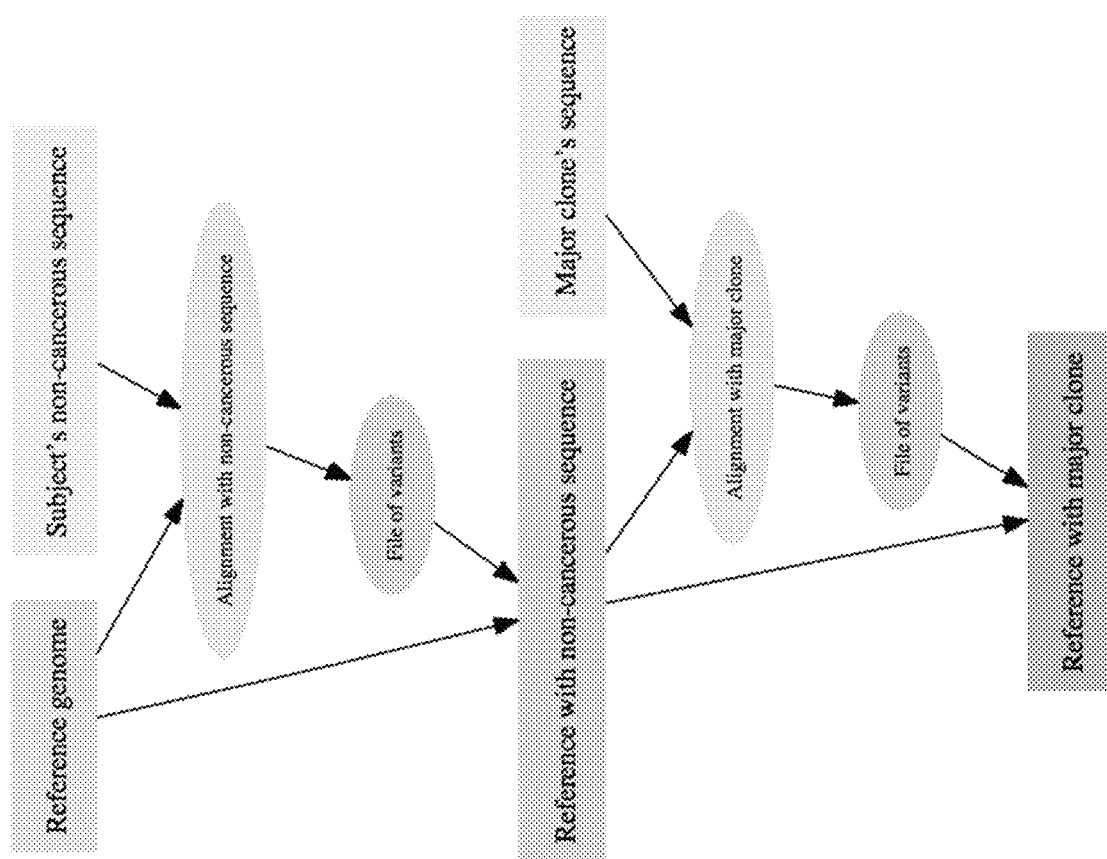 Reference genome
Subject's non-cancerous sequence
Alignment with non-cancerous sequence
File of variants
Reference with non-cancerous sequence
Major clone's sequence
Alignment with major clone
File of variants
Reference with major clone